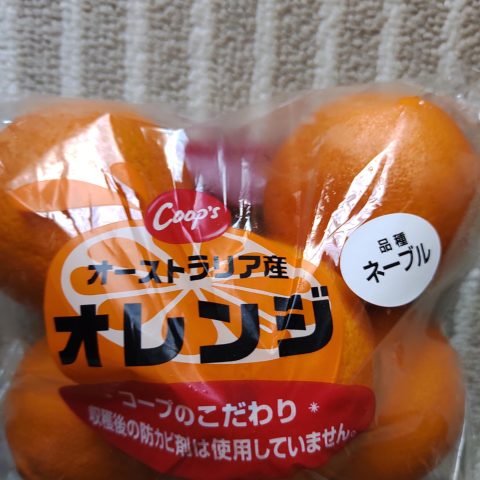 Coop's
オーストラリア産
オレンジ
品種
ネーブル
コープのこだわり
収穫後の防カビ剤は使用していません。